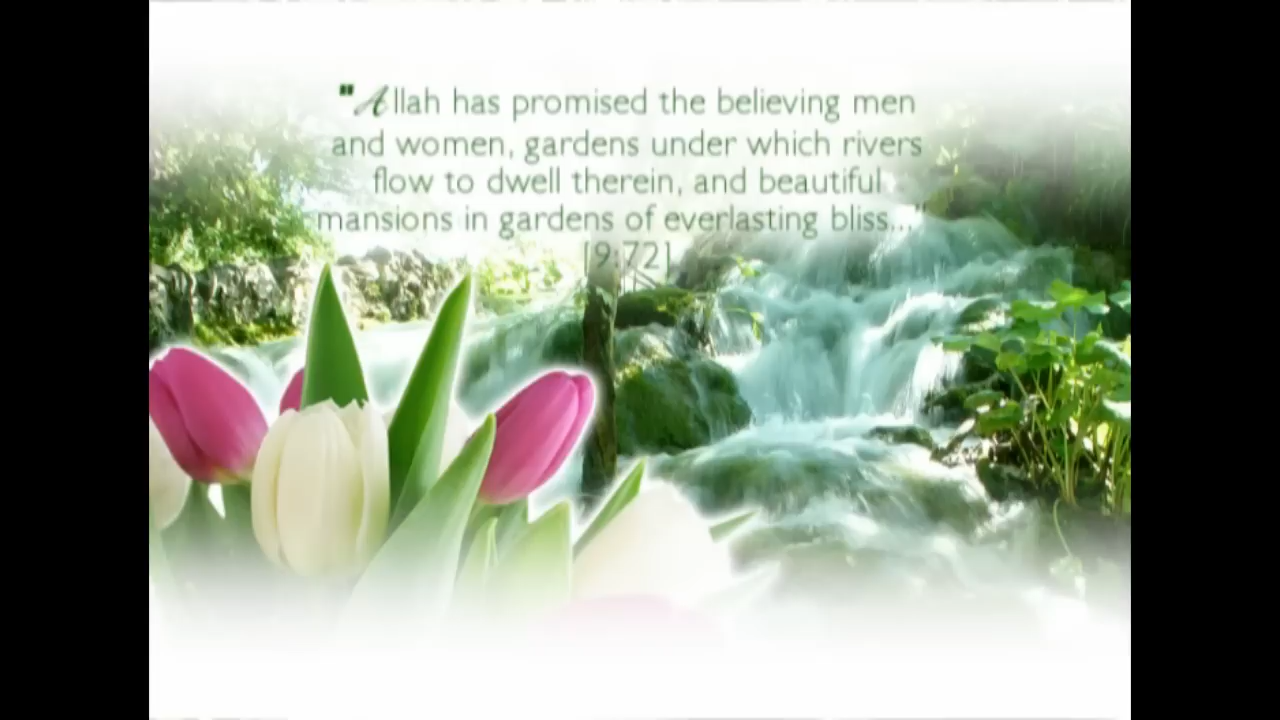 "Allah has promised the believing men
and women, gardens under which rivers
flow to dwell therein, and beautiful
mansions in gardens of everlasting bliss..."
[9:72]